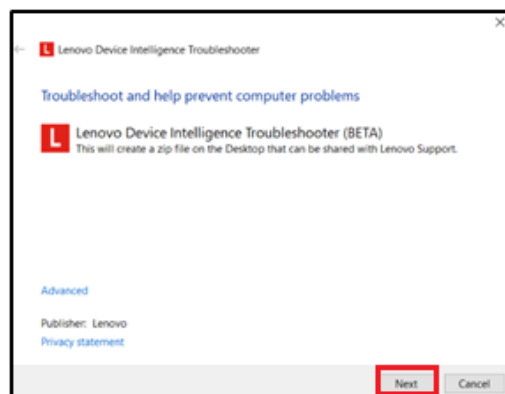 L Lenovo Device Intelligence Troubleshooter
Troubleshoot and help prevent computer problems
L Lenovo Device Intelligence Troubleshooter (BETA)
This will create a zip file on the Desktop that can be shared with Lenovo Support.
Advanced
Publisher: Lenovo
Privacy statement
Next Cancel